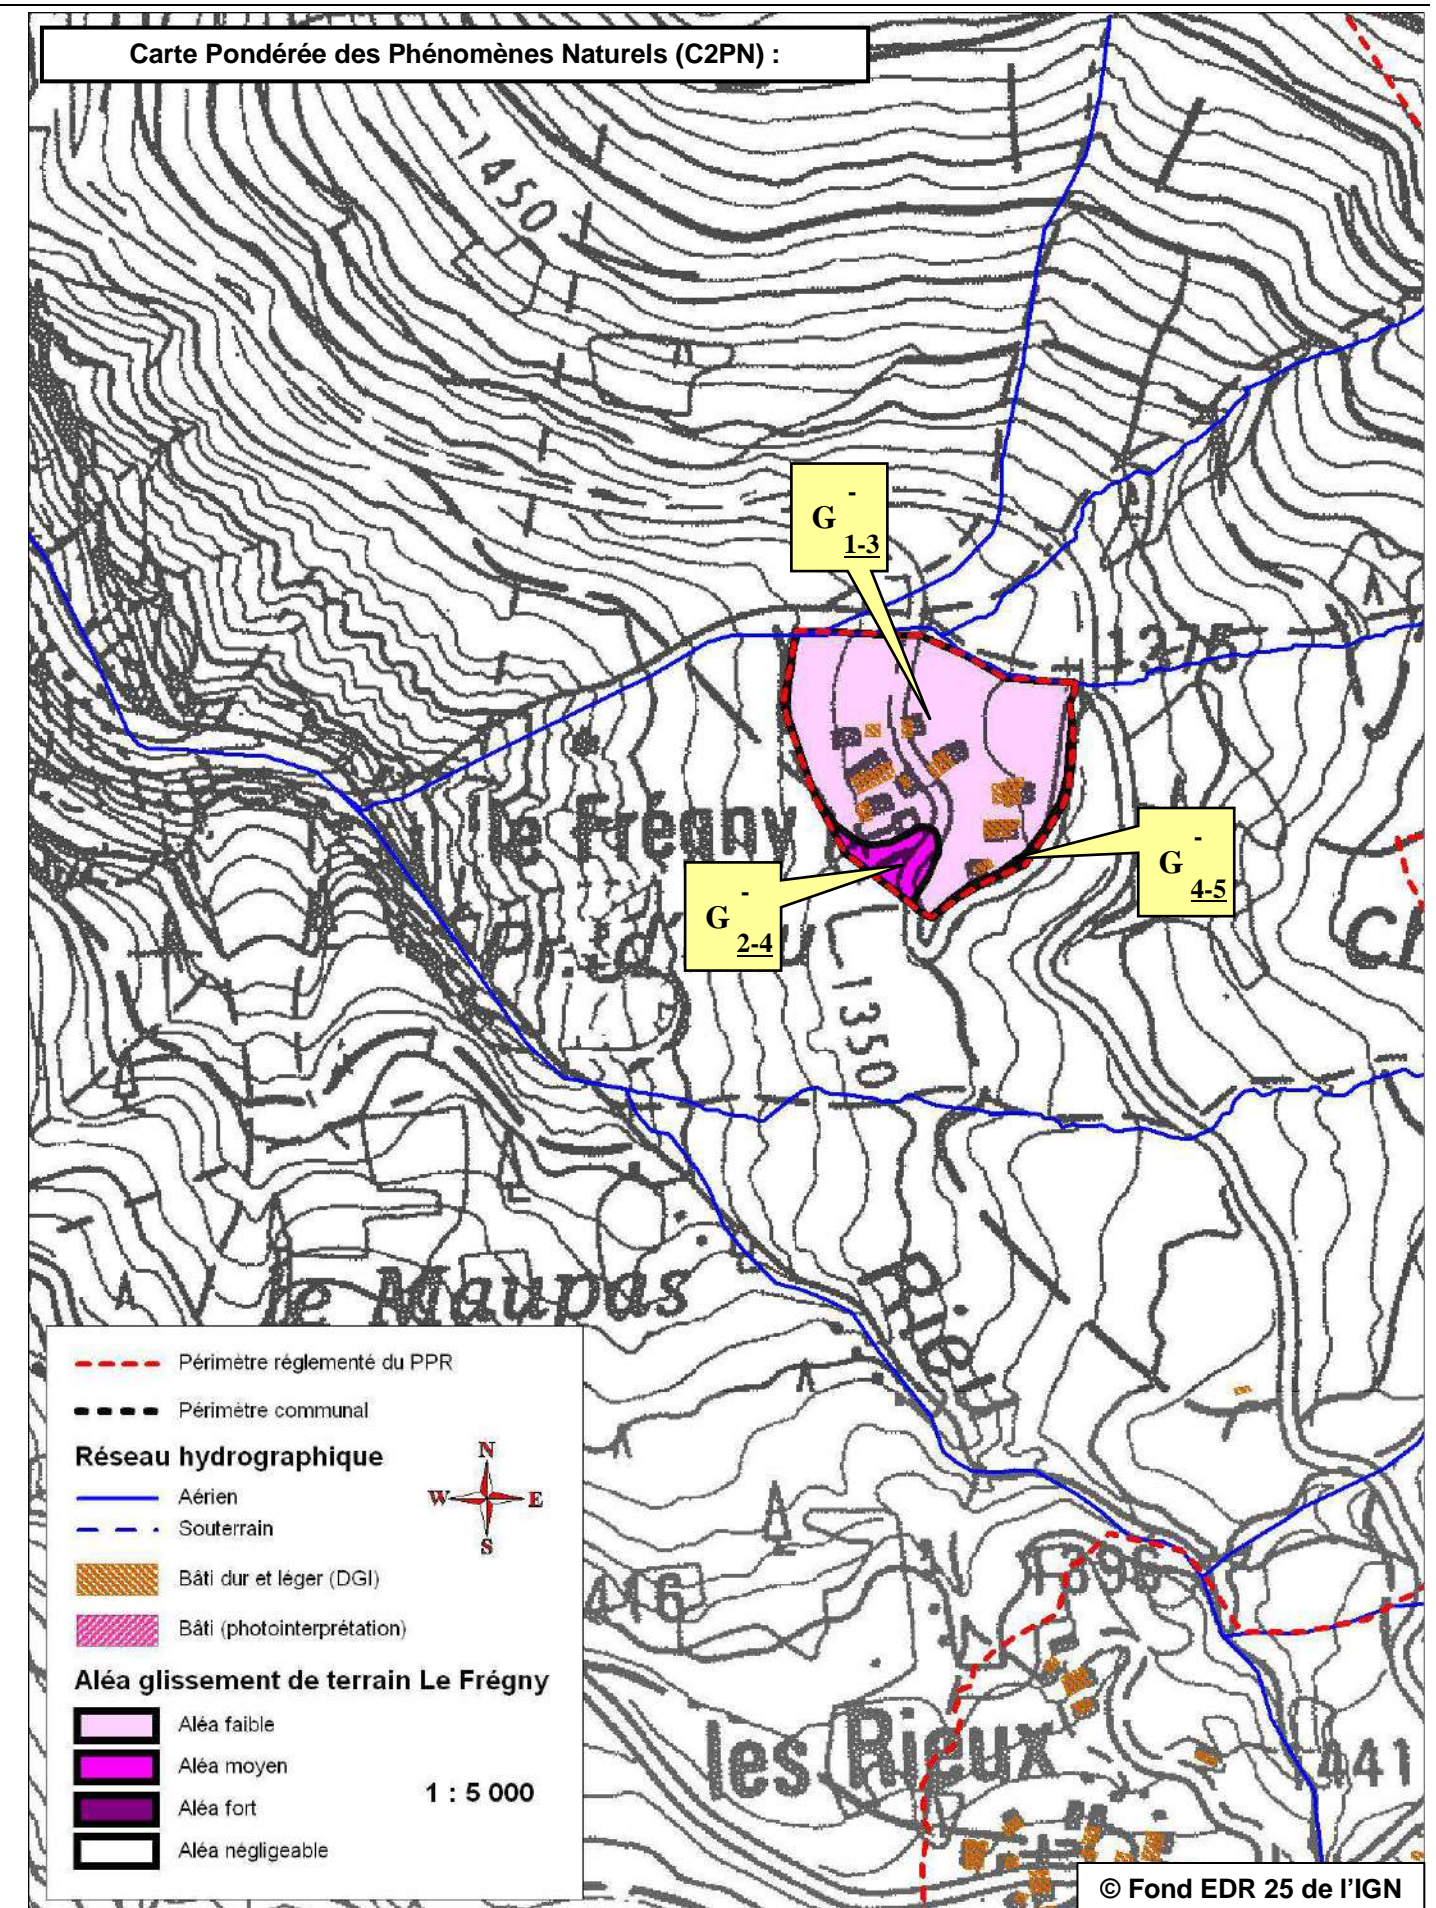 Carte Pondérée des Phénomènes Naturels (C2PN) :
1450
-
G
1-3
1275
le Frégny
-
G
4-5
-
G
2-4
1350
le Maupas
Rieu
Périmètre réglementé du PPR
Périmètre communal
Réseau hydrographique
N
W E
S
Aérien
Souterrain
Bâti dur et léger (DGI)
Bâti (photointerprétation)
Aléa glissement de terrain Le Frégny
Aléa faible
Aléa moyen
1 : 5 000
Aléa fort
Aléa négligeable
1396
les Rieux
1441
© Fond EDR 25 de l'IGN